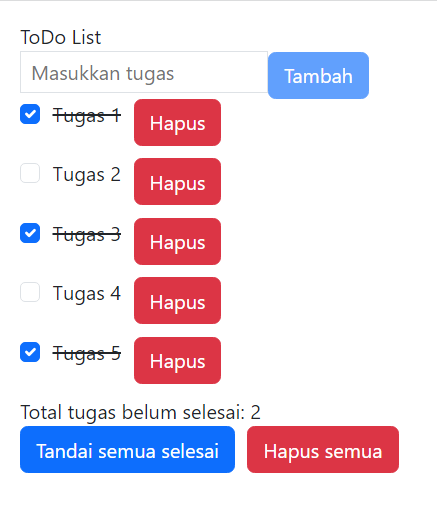 ToDo List
Masukkan tugas Tambah
Tugas 1 Hapus
Tugas 2 Hapus
Tugas 3 Hapus
Tugas 4 Hapus
Tugas 5 Hapus
Total tugas belum selesai: 2
Tandai semua selesai Hapus semua